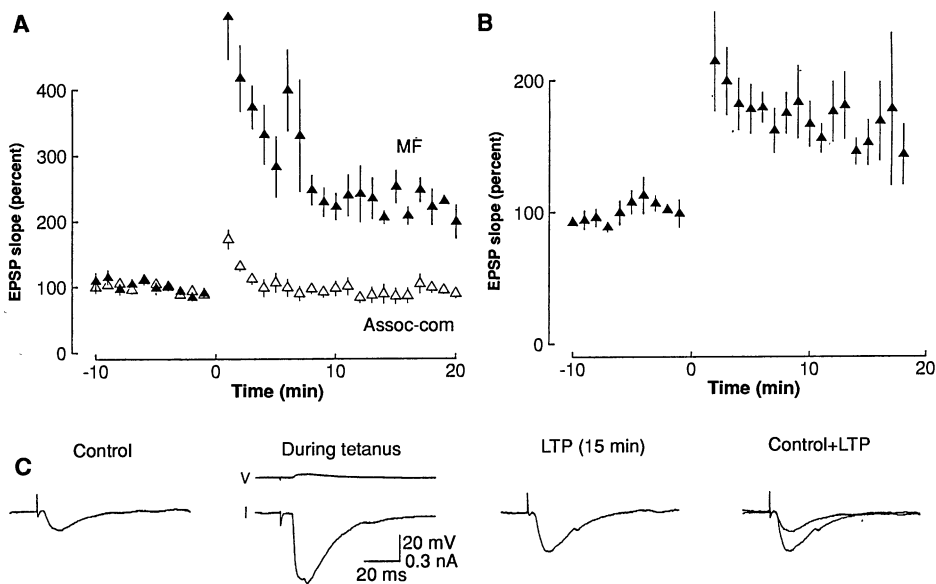 A
EPSP slope (percent)
400
300
200
100
0
MF
Assoc-com
-10
0
10
20
Time (min)
B
EPSP slope (percent)
200
100
0
-10
0
10
20
Time (min)
C
Control
During tetanus
V
I
20 mV
0.3 nA
20 ms
LTP (15 min)
Control+LTP